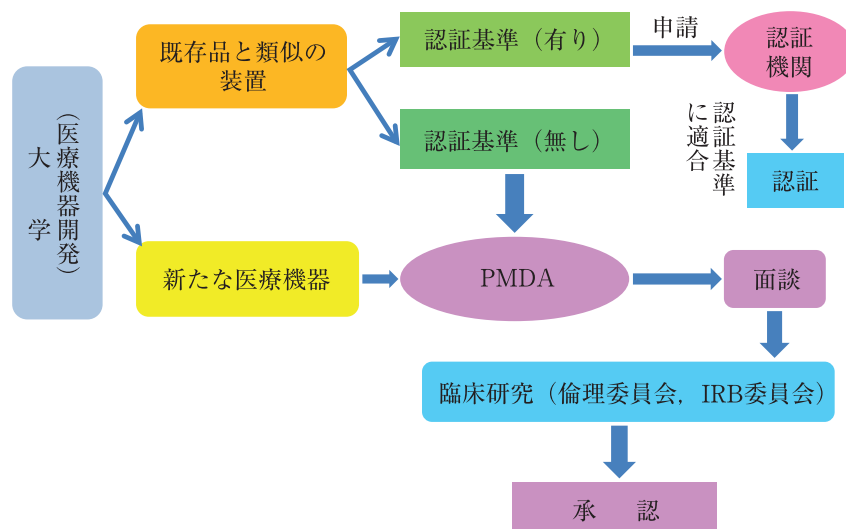 大学
（医療機器開発）
既存品と類似の
装置
新たな医療機器
認証基準（有り）
認証基準（無し）
申請
認証
機関
認証基準
に適合
認証
PMDA
面談
臨床研究（倫理委員会，IRB委員会）
承認